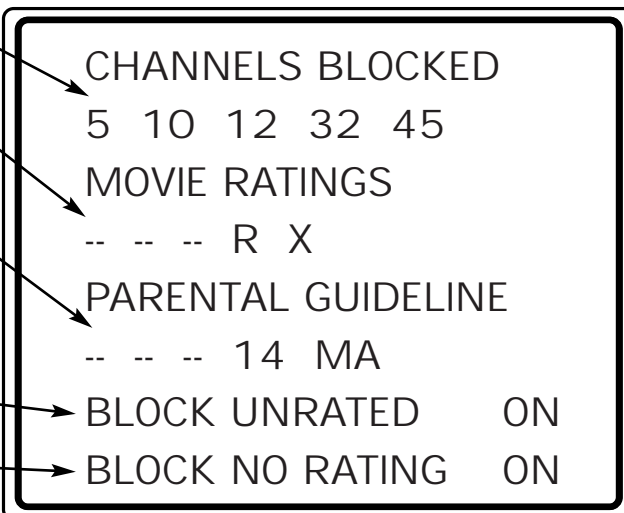 CHANNELS BLOCKED
5 10 12 32 45
MOVIE RATINGS
-- -- -- R X
PARENTAL GUIDELINE
-- -- -- 14 MA
BLOCK UNRATED ON
BLOCK NO RATING ON